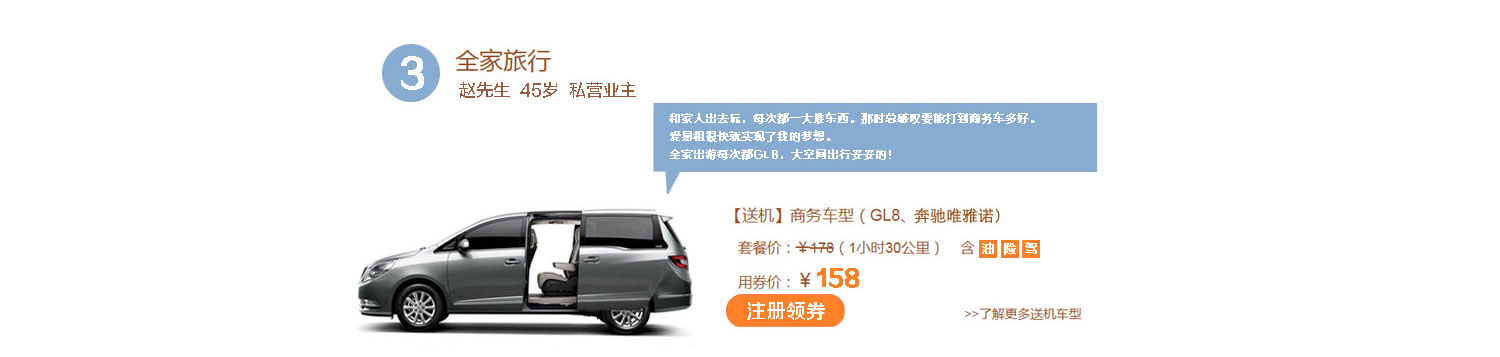 3
全家旅行
赵先生 45岁 私营业主
和家人出去玩，每次都一大堆东西。那时总感叹要能打到商务车多好。
爱易租很快就实现了我的梦想。
全家出游每次都GL8，大空间出行妥妥的！
【送机】商务车型（GL8、奔驰唯雅诺）
套餐价：¥178（1小时30公里） 含 油 险 驾
用券价：¥158
注册领券
>>了解更多送机车型